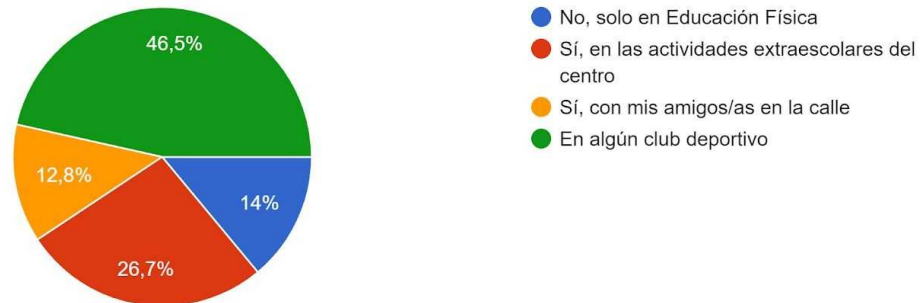 46,5%
12,8%
14%
26,7%
No, solo en Educación Física
Sí, en las actividades extraescolares del
centro
Sí, con mis amigos/as en la calle
En algún club deportivo